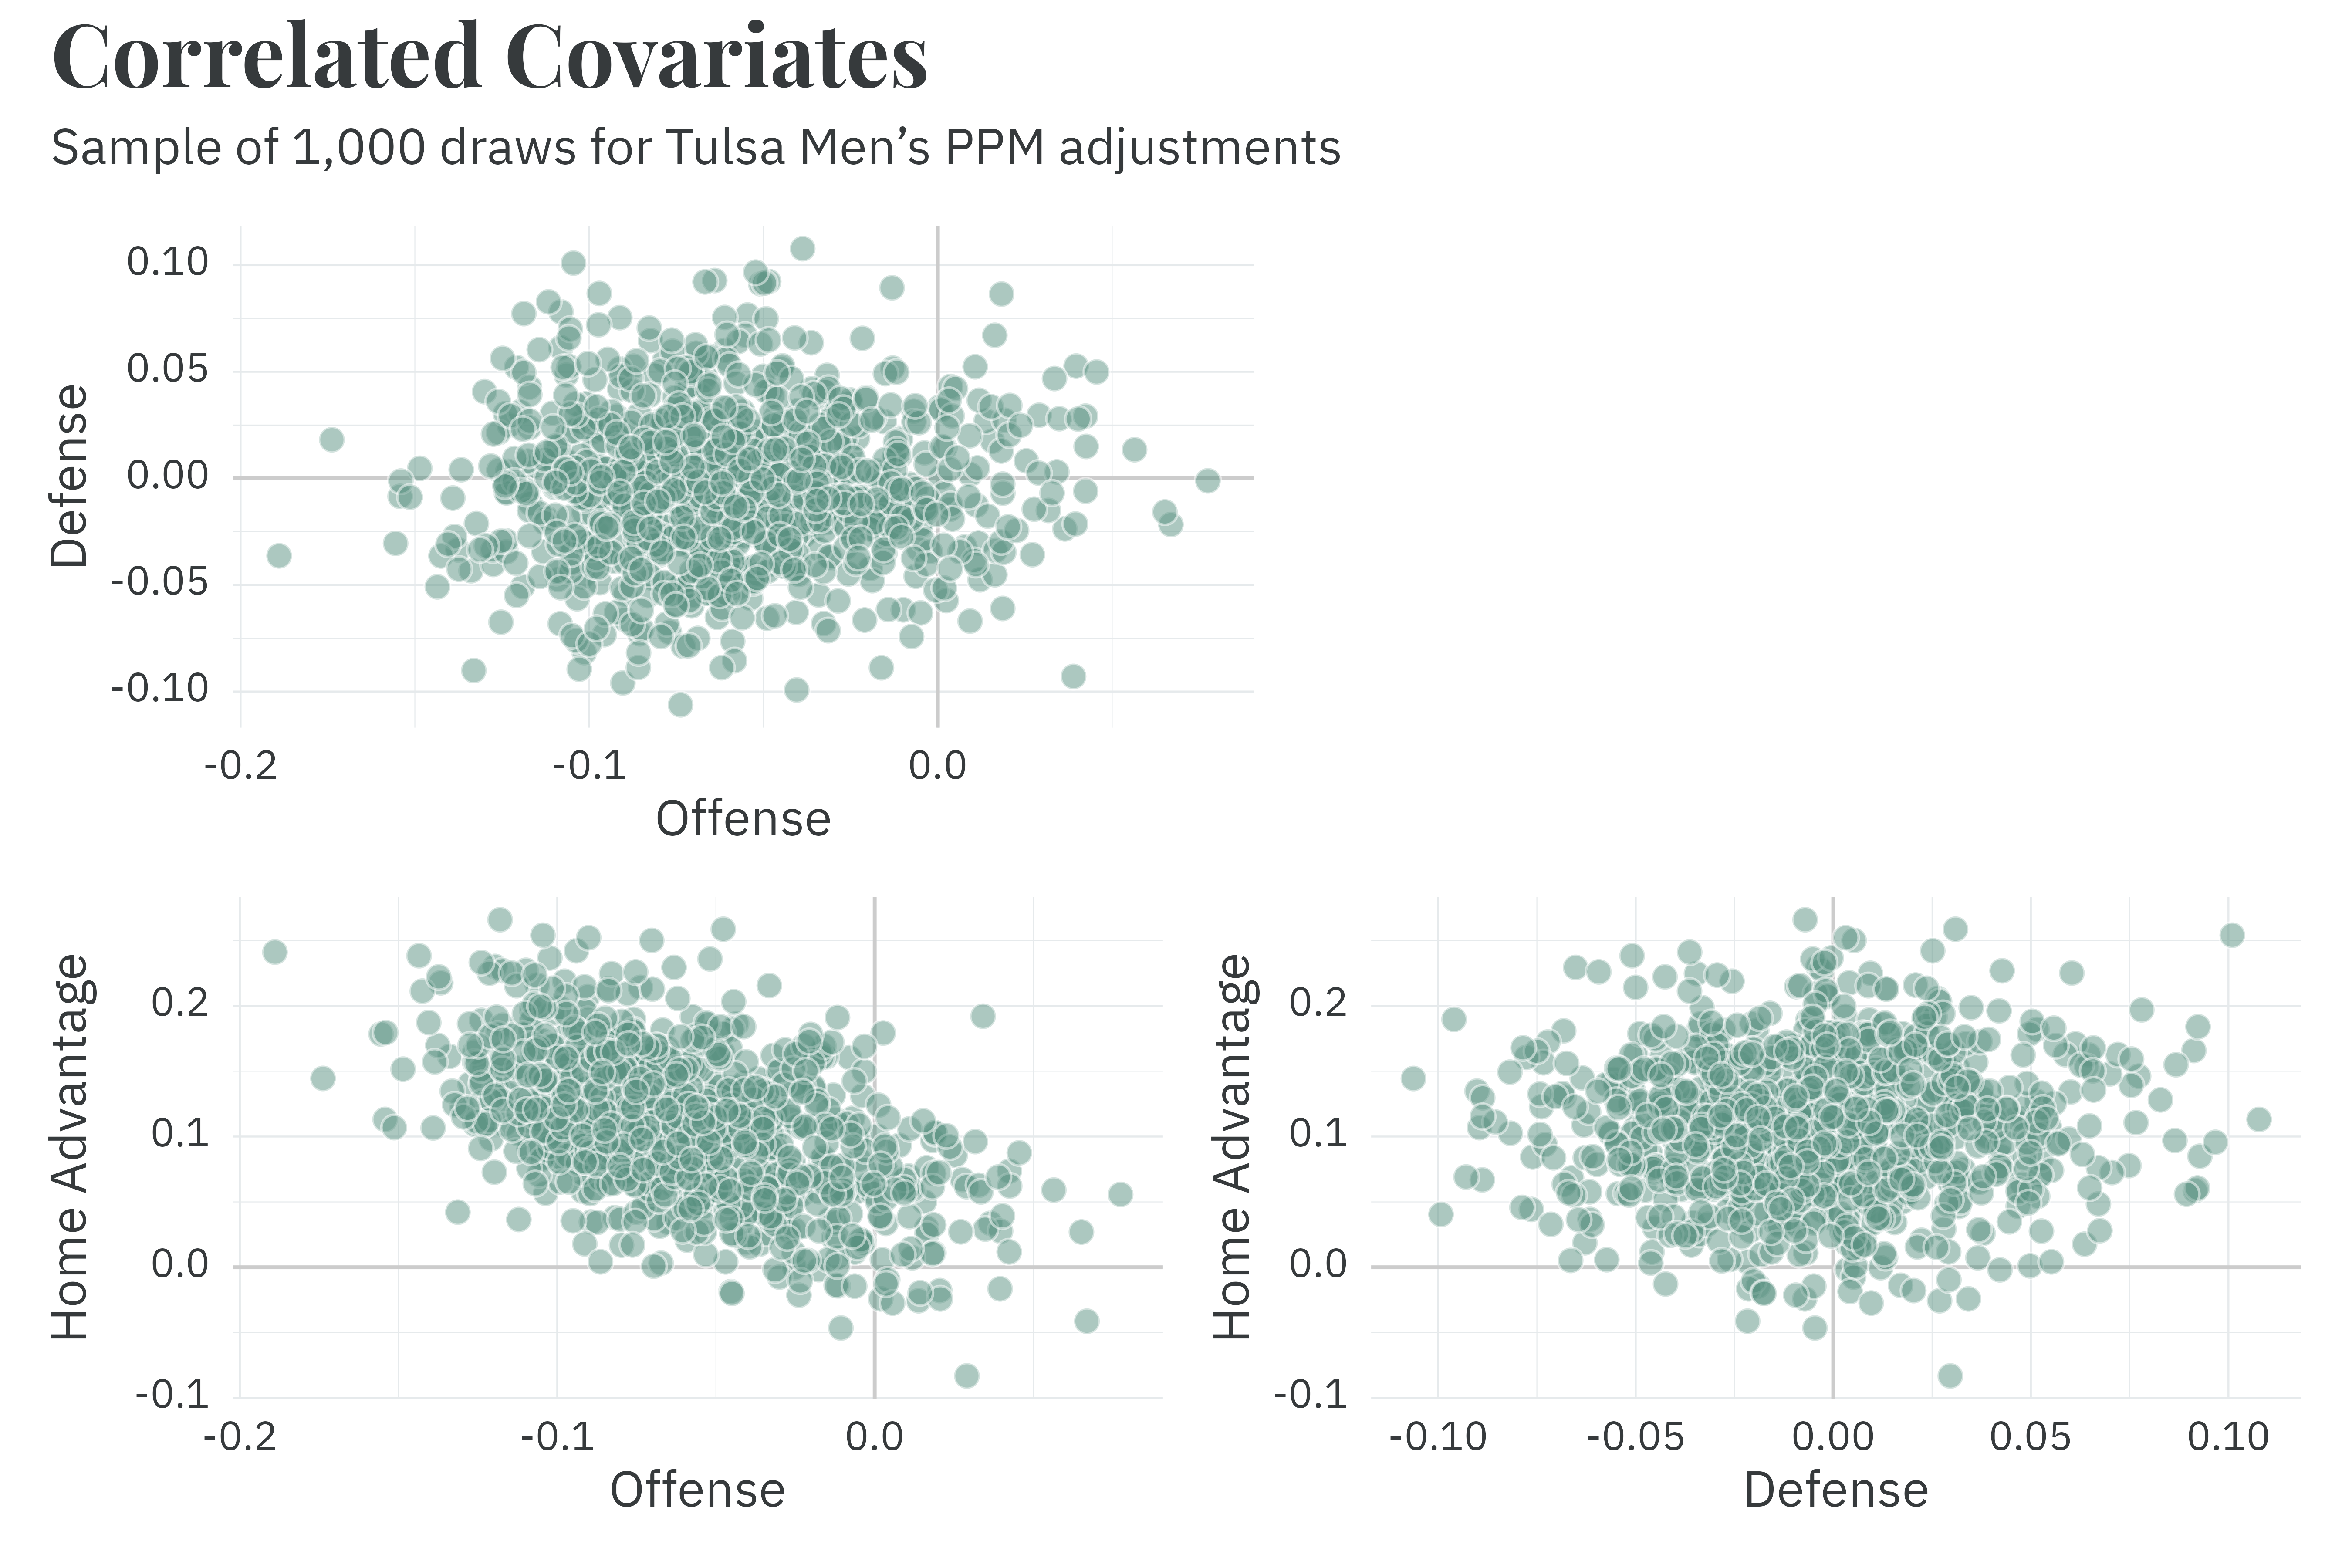 Correlated Covariates
Sample of 1,000 draws for Tulsa Men’s PPM adjustments
0.10
0.05
0.00
-0.05
-0.10
Defense
-0.2 -0.1 0.0
Offense
0.2
0.1
0.0
-0.1
Home Advantage
-0.2 -0.1 0.0
Offense
0.2
0.1
0.0
-0.1
Home Advantage
-0.10 -0.05 0.00 0.05 0.10
Defense